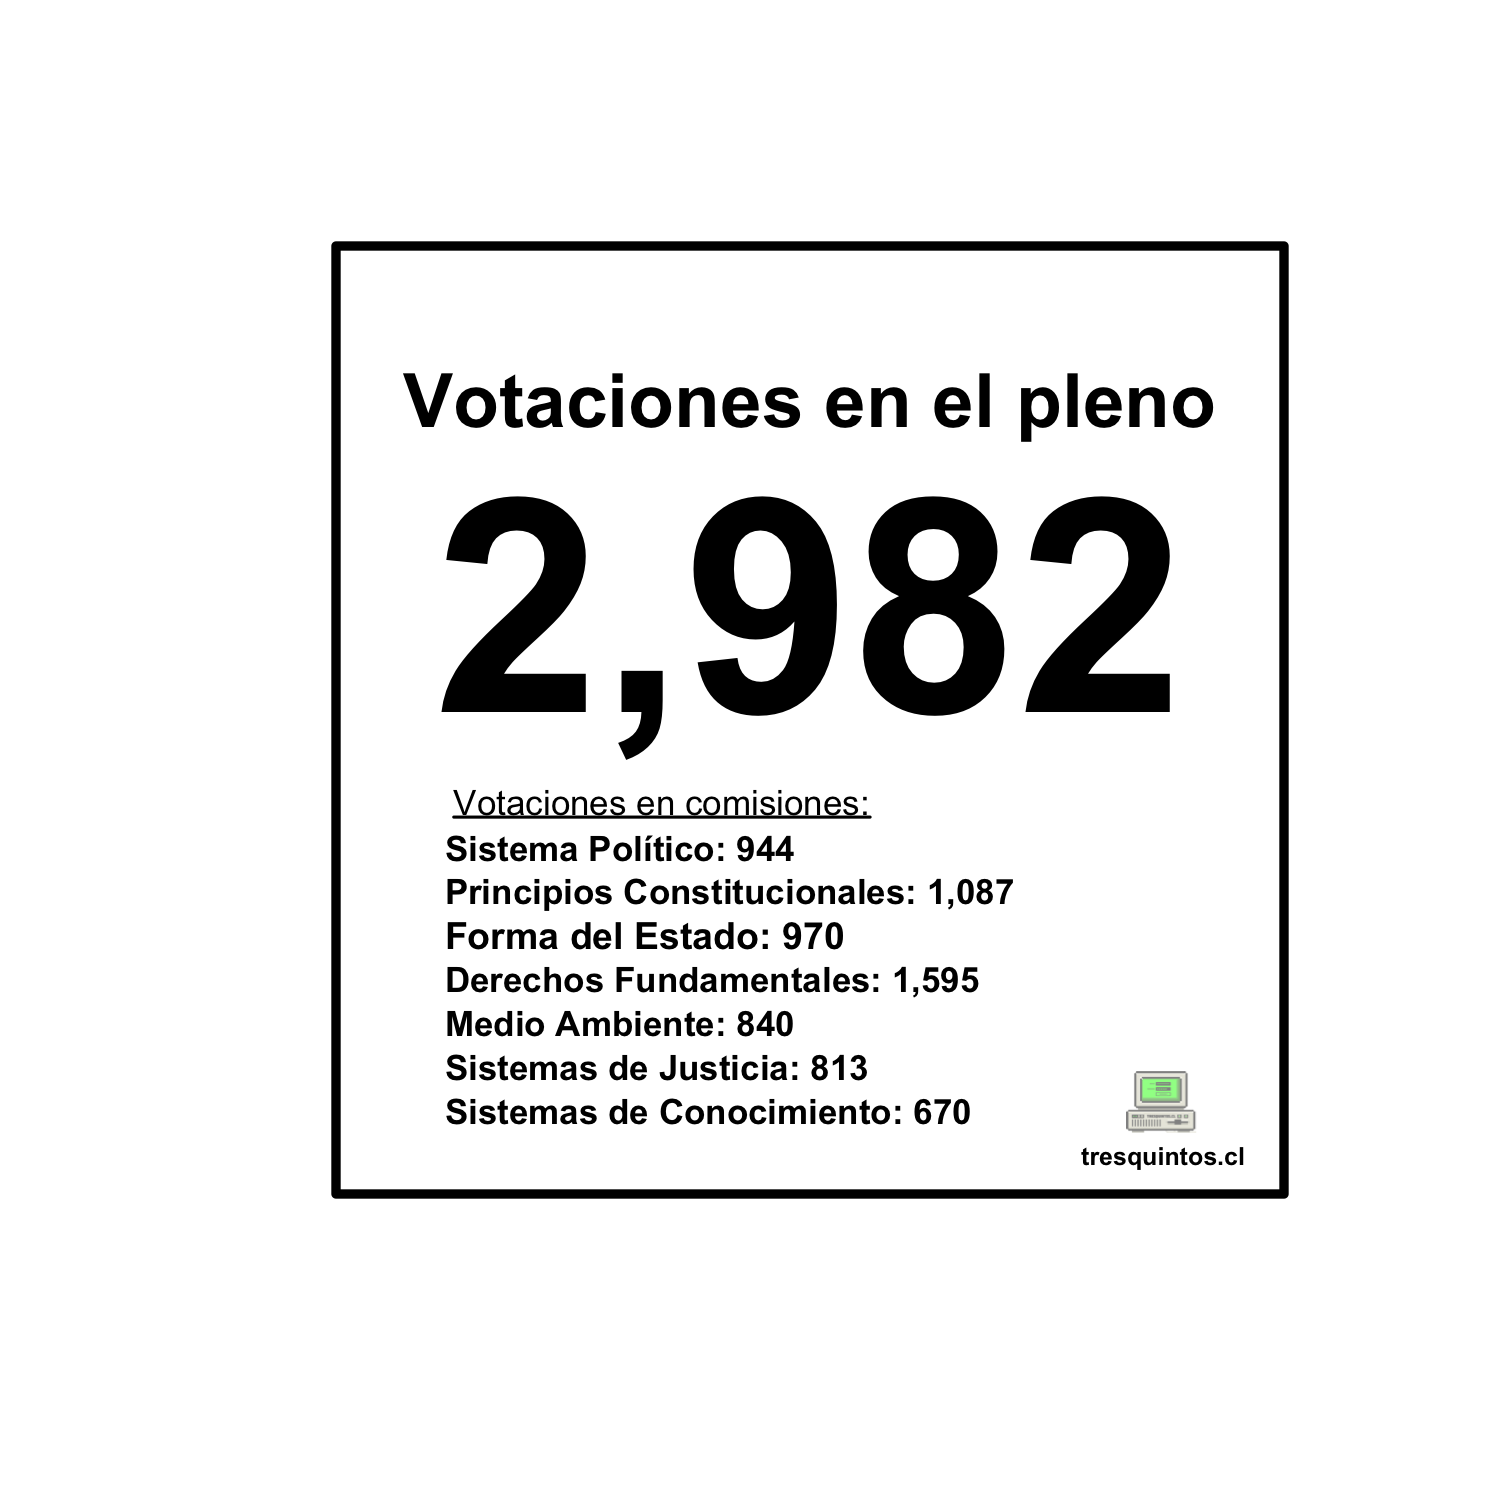 Votaciones en el pleno
2,982
Votaciones en comisiones:
Sistema Político: 944
Principios Constitucionales: 1,087
Forma del Estado: 970
Derechos Fundamentales: 1,595
Medio Ambiente: 840
Sistemas de Justicia: 813
Sistemas de Conocimiento: 670
tresquintos.cl